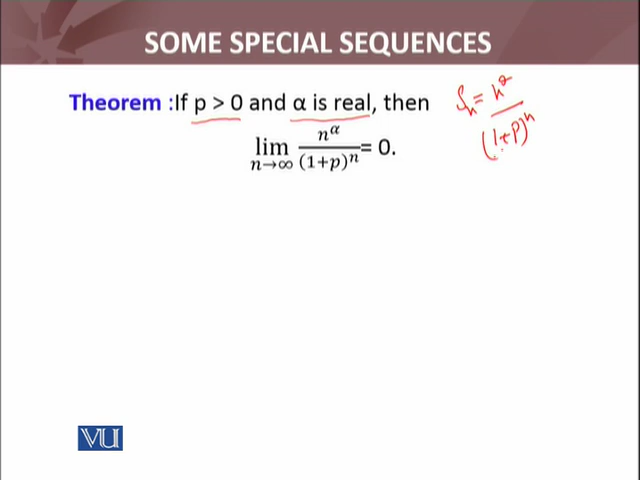 SOME SPECIAL SEQUENCES
Theorem :If p > 0 and α is real, then
lim n→∞ n^α / (1+p)^n = 0.
S_n = n^α / (1+p)^n
VU